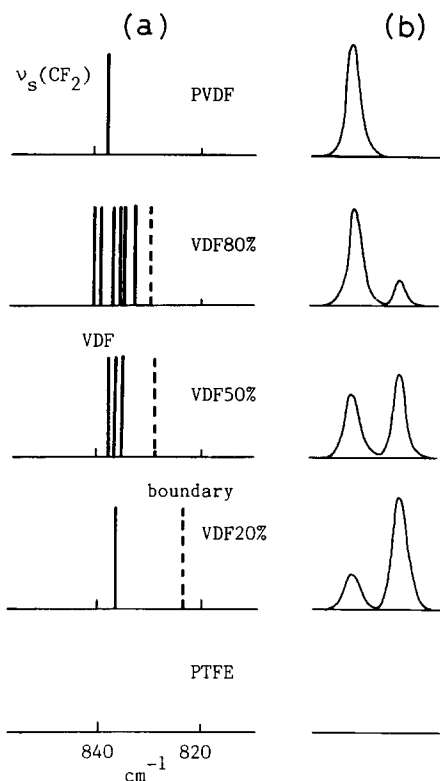 (a) (b)
νs(CF2)
PVDF
VDF80%
VDF
VDF50%
boundary
VDF20%
PTFE
840 820
cm-1